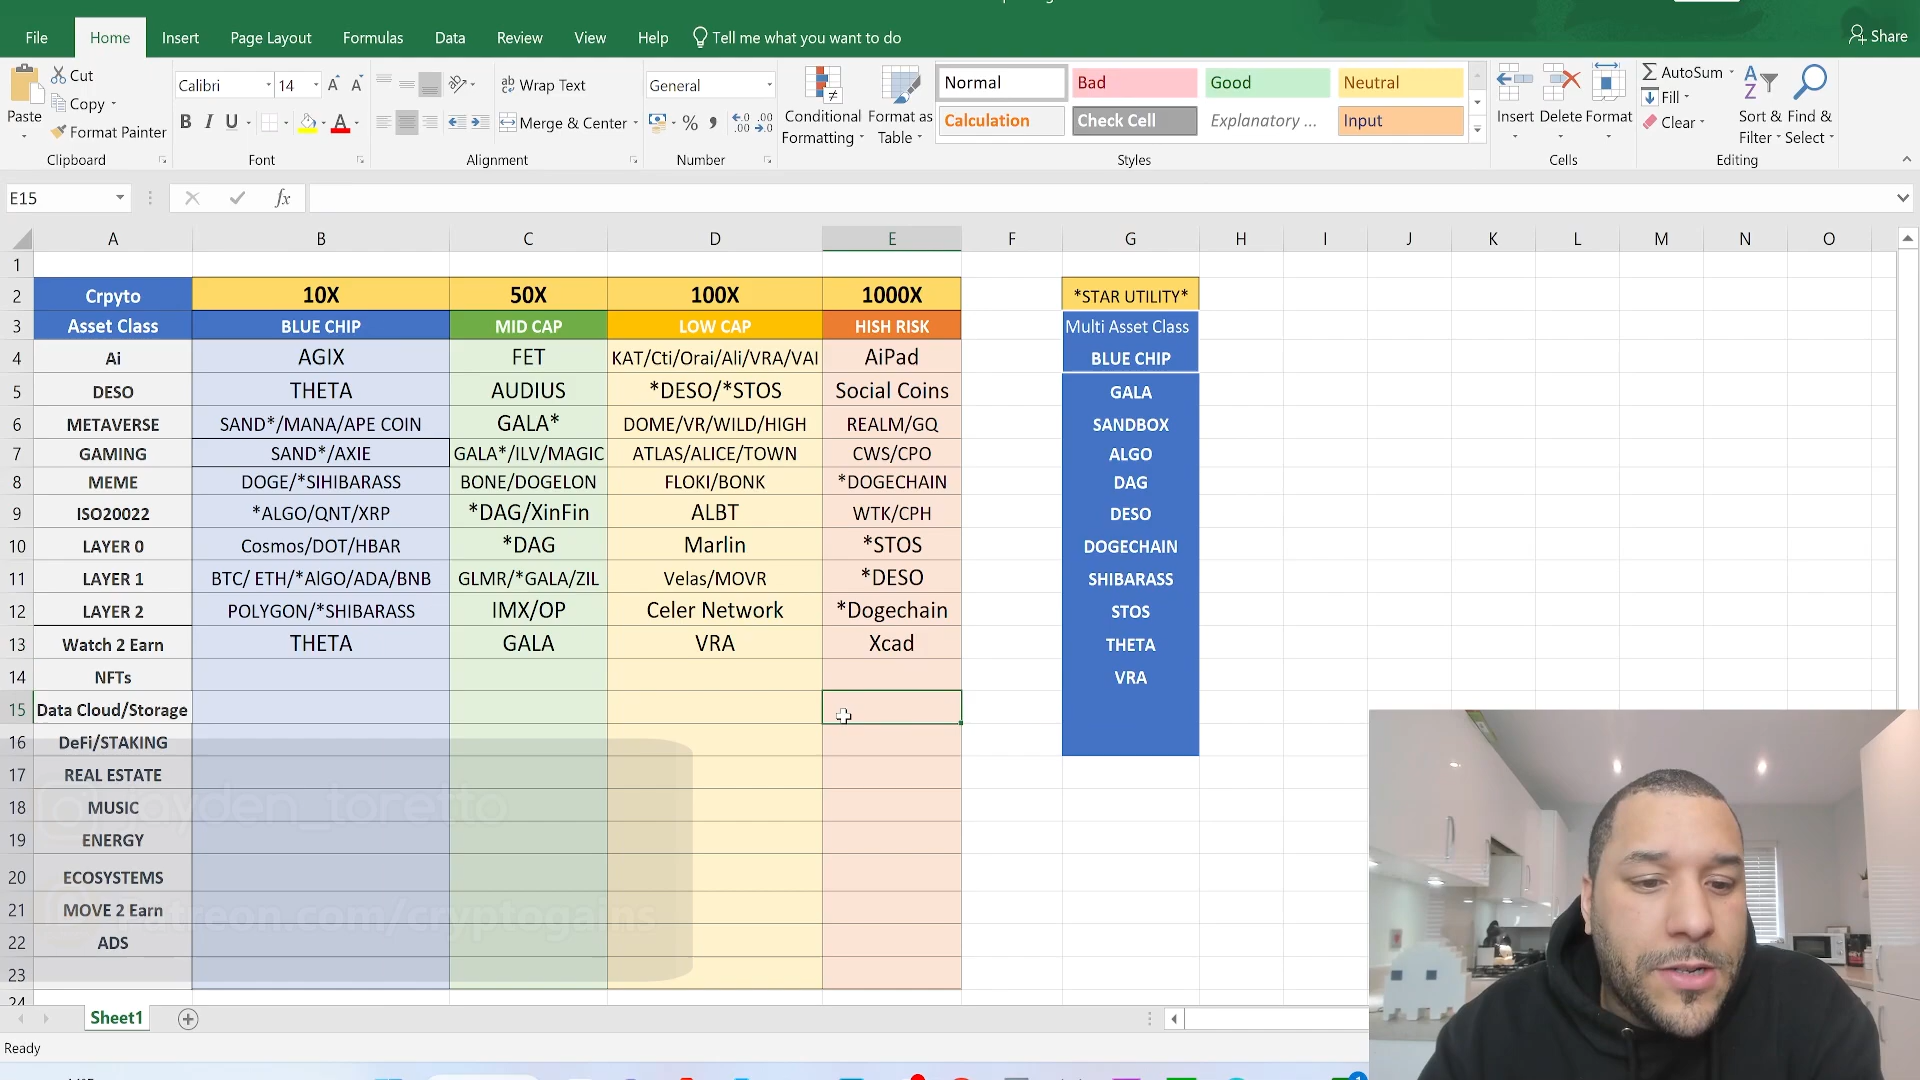 File Home Insert Page Layout Formulas Data Review View Help Tell me what you want to do Share
Paste Cut Copy Format Painter Clipboard
Calibri 14 A A B I U A Font
Wrap Text Merge & Center Alignment
General % Number
Conditional Formatting Format as Table
Normal Bad Good Neutral
Calculation Check Cell Explanatory ... Input
Styles
Insert Delete Format Cells
AutoSum Fill Clear Sort & Filter Find & Select Editing
E15 fx
A B C D E F G H I J K L M N O
1
2 Crpyto 10X 50X 100X 1000X *STAR UTILITY*
3 Asset Class BLUE CHIP MID CAP LOW CAP HISH RISK Multi Asset Class
4 Ai AGIX FET KAT/Cti/Orai/Ali/VRA/VAI AiPad BLUE CHIP
5 DESO THETA AUDIUS *DESO/*STOS Social Coins GALA
6 METAVERSE SAND*/MANA/APE COIN GALA* DOME/VR/WILD/HIGH REALM/GQ SANDBOX
7 GAMING SAND*/AXIE GALA*/ILV/MAGIC ATLAS/ALICE/TOWN CWS/CPO ALGO
8 MEME DOGE/*SIHIBARASS BONE/DOGELON FLOKI/BONK *DOGECHAIN DAG
9 ISO20022 *ALGO/QNT/XRP *DAG/XinFin ALBT WTK/CPH DESO
10 LAYER 0 Cosmos/DOT/HBAR *DAG Marlin *STOS DOGECHAIN
11 LAYER 1 BTC/ ETH/*AlGO/ADA/BNB GLMR/*GALA/ZIL Velas/MOVR *DESO SHIBARASS
12 LAYER 2 POLYGON/*SHIBARASS IMX/OP Celer Network *Dogechain STOS
13 Watch 2 Earn THETA GALA VRA Xcad THETA
14 NFTs VRA
15 Data Cloud/Storage
16 DeFi/STAKING
17 REAL ESTATE
18 MUSIC jayden_toretto
19 ENERGY
20 ECOSYSTEMS
21 MOVE 2 Earn patreon.com/cryptogains
22 ADS
23
24
Sheet1
Ready